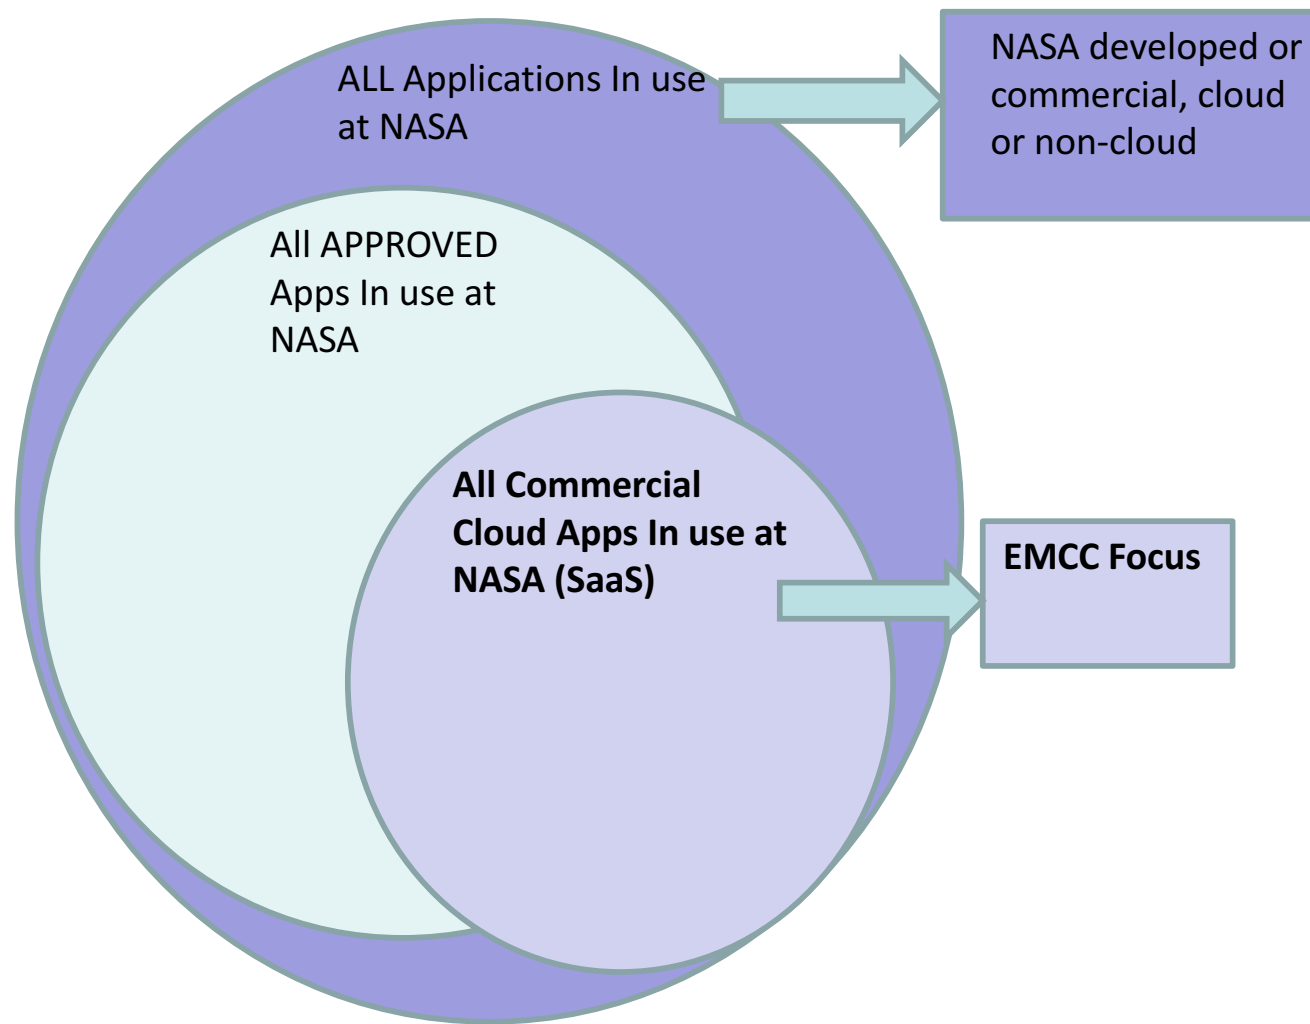 ALL Applications In use
at NASA
NASA developed or
commercial, cloud
or non-cloud
All APPROVED
Apps In use at
NASA
All Commercial
Cloud Apps In use at
NASA (SaaS)
EMCC Focus